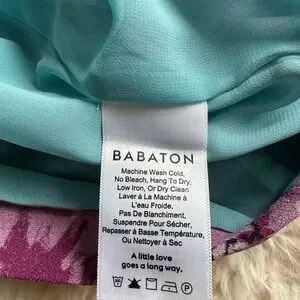 BABATON
Machine Wash Cold,
No Bleach, Hang To Dry,
Low Iron, Or Dry Clean
Laver à La Machine à
L'eau Froide,
Pas De Blanchiment,
Suspendre Pour Sécher,
Repasser à Basse Température,
Ou Nettoyer à Sec
A little love
goes a long way.